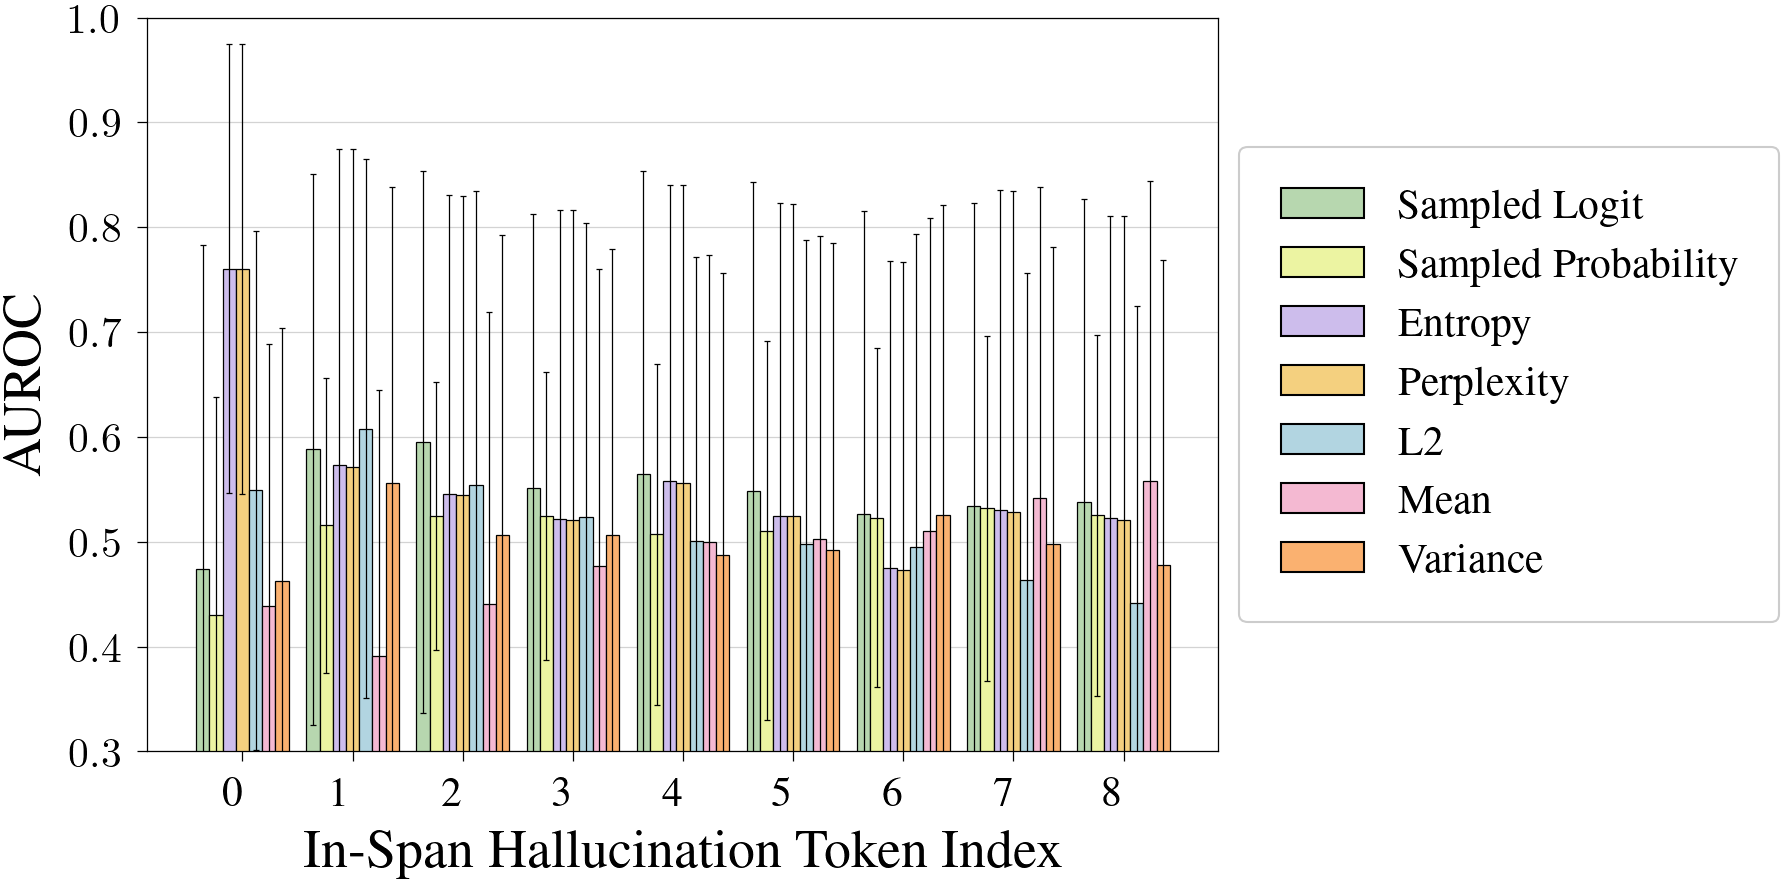 1.0
0.9
0.8
0.7
0.6
0.5
0.4
0.3
AUROC
0 1 2 3 4 5 6 7 8
In-Span Hallucination Token Index
Sampled Logit
Sampled Probability
Entropy
Perplexity
L2
Mean
Variance